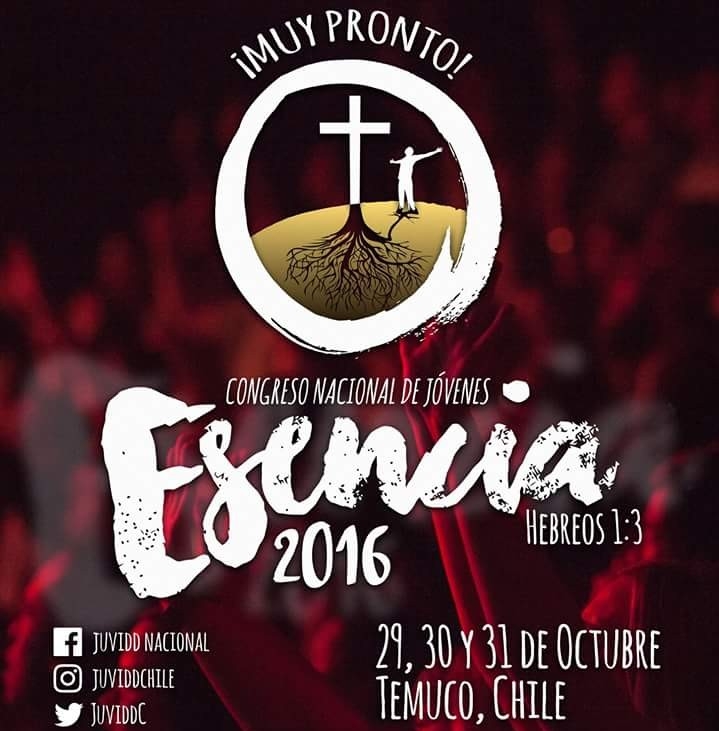 ¡MUY PRONTO!
CONGRESO NACIONAL DE JÓVENES
Esencia
2016
HEBREOS 1:3
JUVIDD NACIONAL
JUVIDDCHILE
JUVIDDC
29, 30 Y 31 DE OCTUBRE
TEMUCO, CHILE